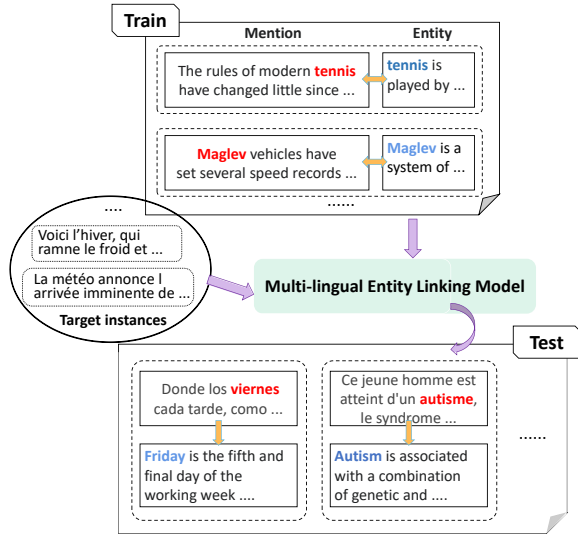 Train
Mention
Entity
The rules of modern tennis
have changed little since ...
tennis is
played by ...
Maglev vehicles have
set several speed records ...
Maglev is a
system of ...
......
....
Voici l'hiver, qui
ramne le froid et ...
La météo annonce l
arrivée imminente de ...
Target instances
Multi-lingual Entity Linking Model
Test
Donde los viernes
cada tarde, como ...
Friday is the fifth and
final day of the
working week ....
Ce jeune homme est
atteint d'un autisme,
le syndrome ...
Autism is associated
with a combination
of genetic and ....
......